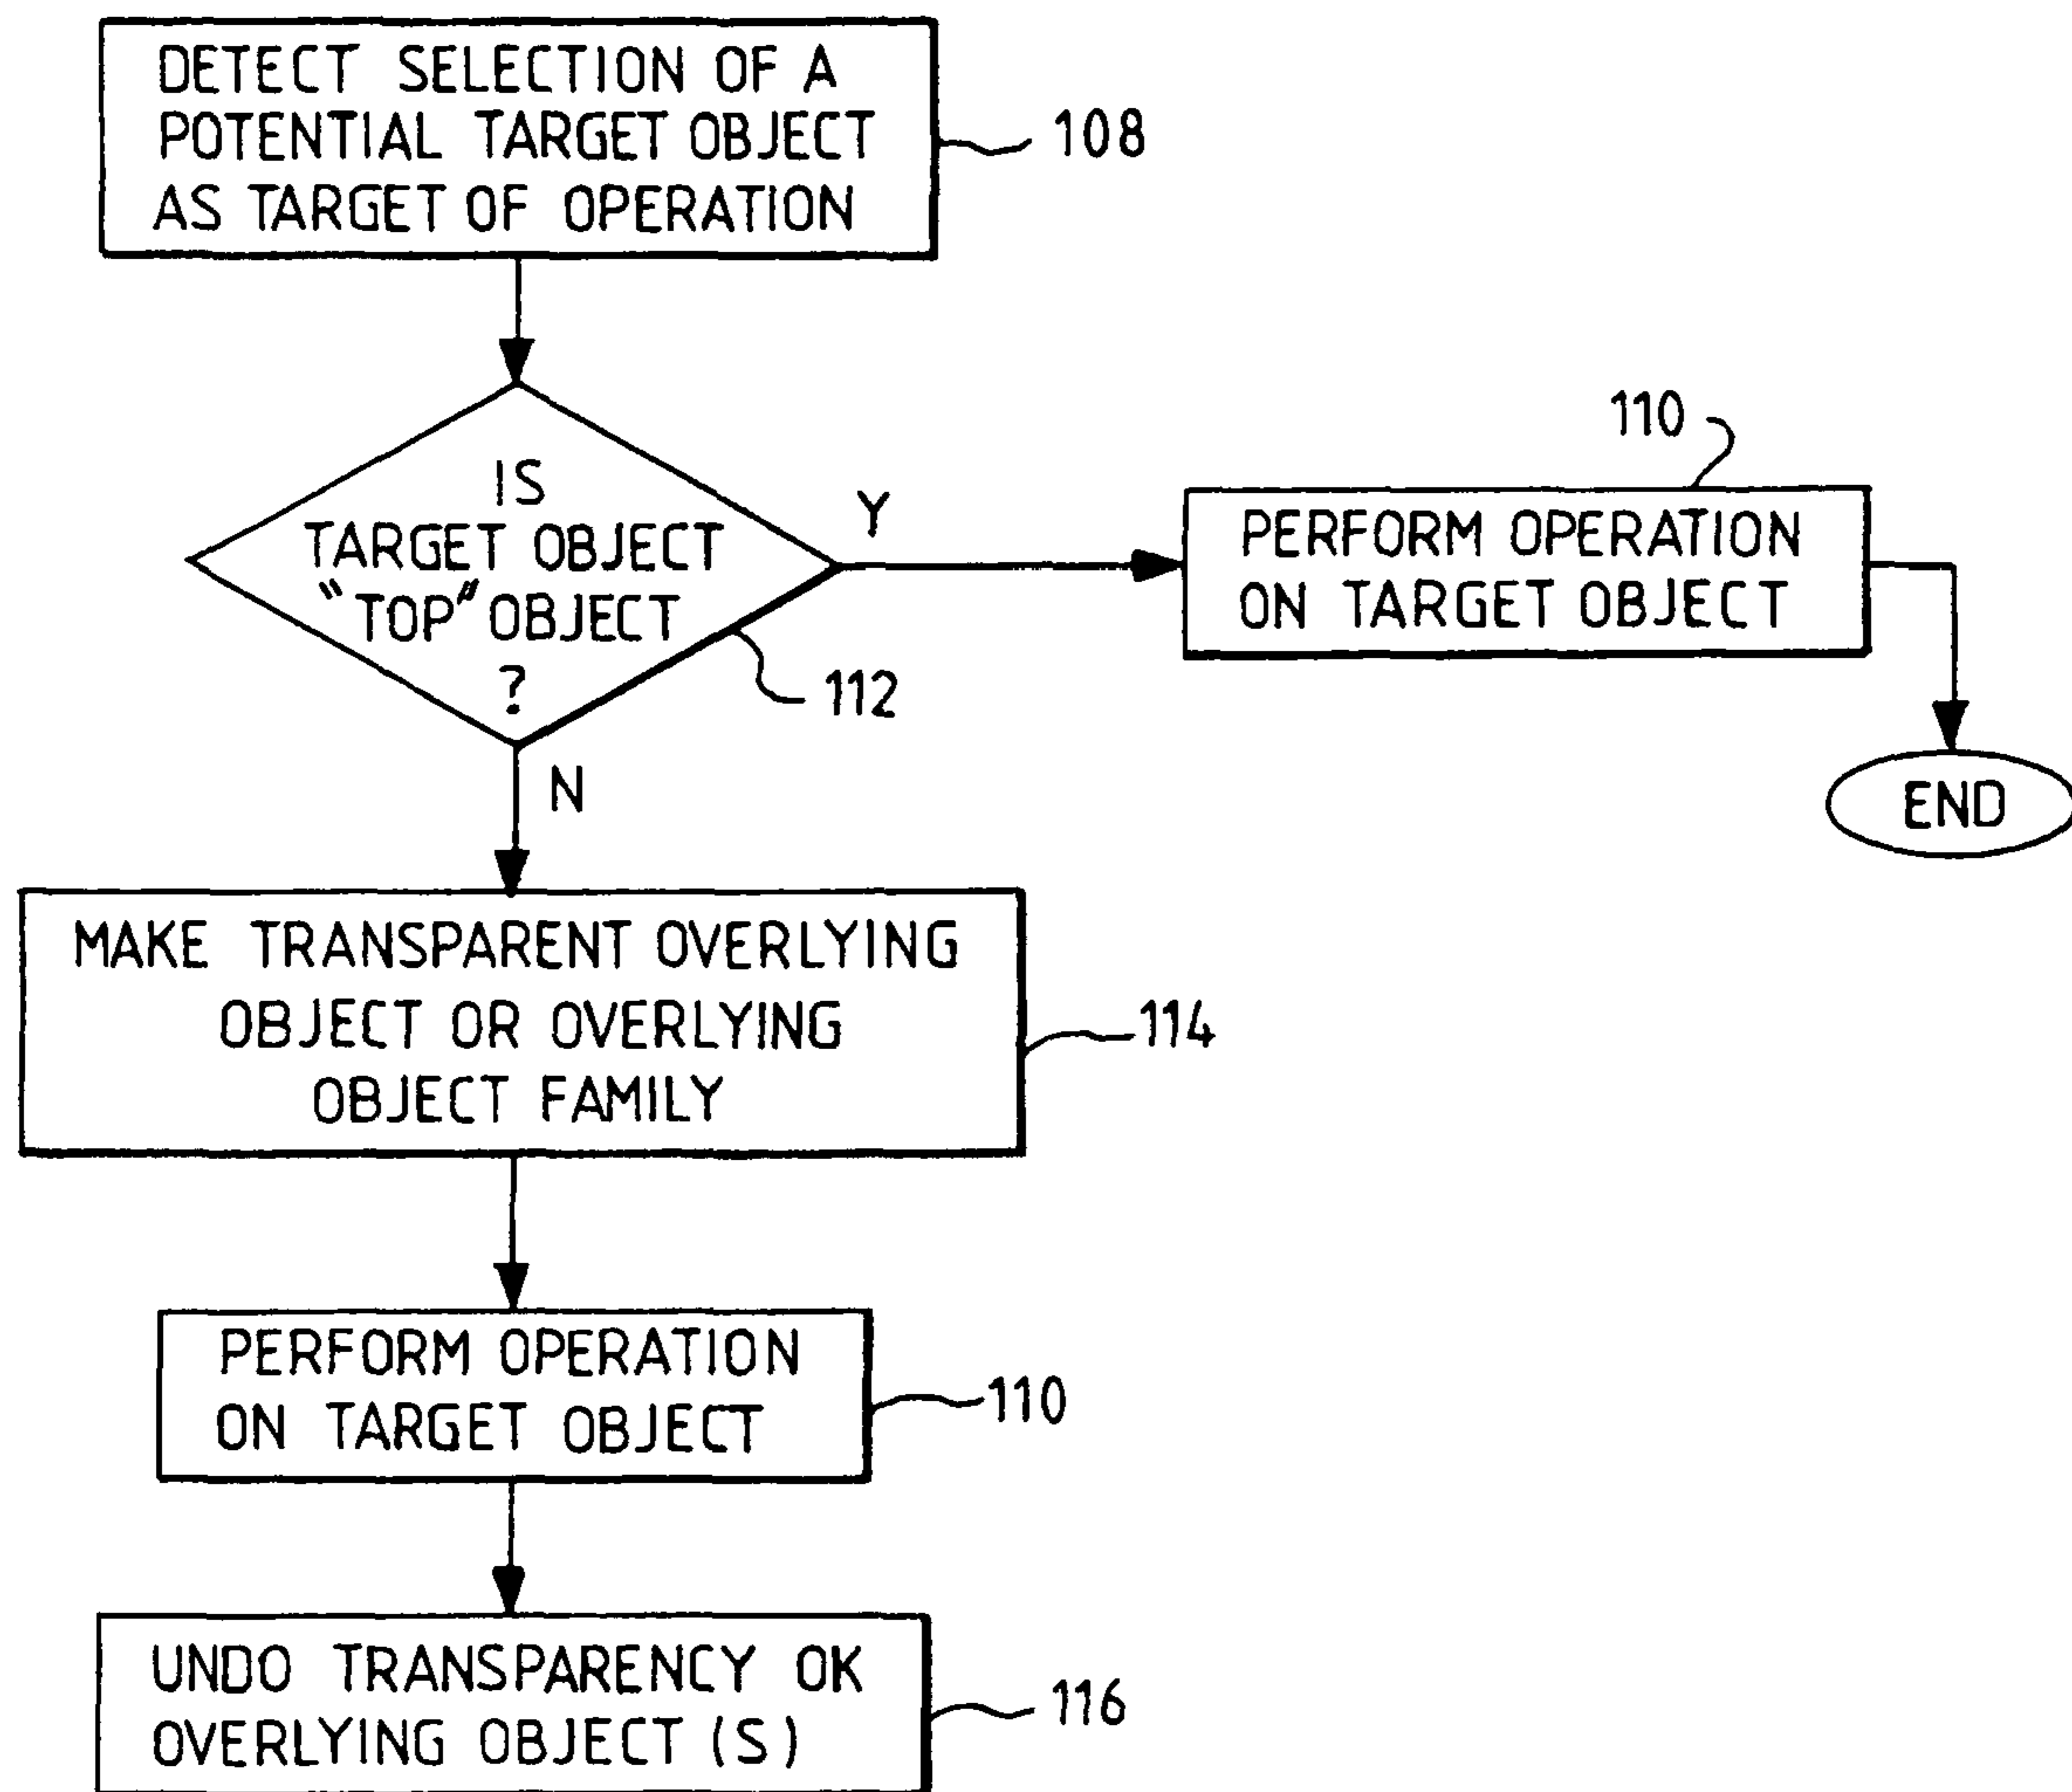 DETECT SELECTION OF A
POTENTIAL TARGET OBJECT
AS TARGET OF OPERATION
108
IS
TARGET OBJECT
"TOP" OBJECT
?
112
Y
110
PERFORM OPERATION
ON TARGET OBJECT
END
N
MAKE TRANSPARENT OVERLYING
OBJECT OR OVERLYING
OBJECT FAMILY
114
PERFORM OPERATION
ON TARGET OBJECT
110
UNDO TRANSPARENCY OK
OVERLYING OBJECT (S)
116